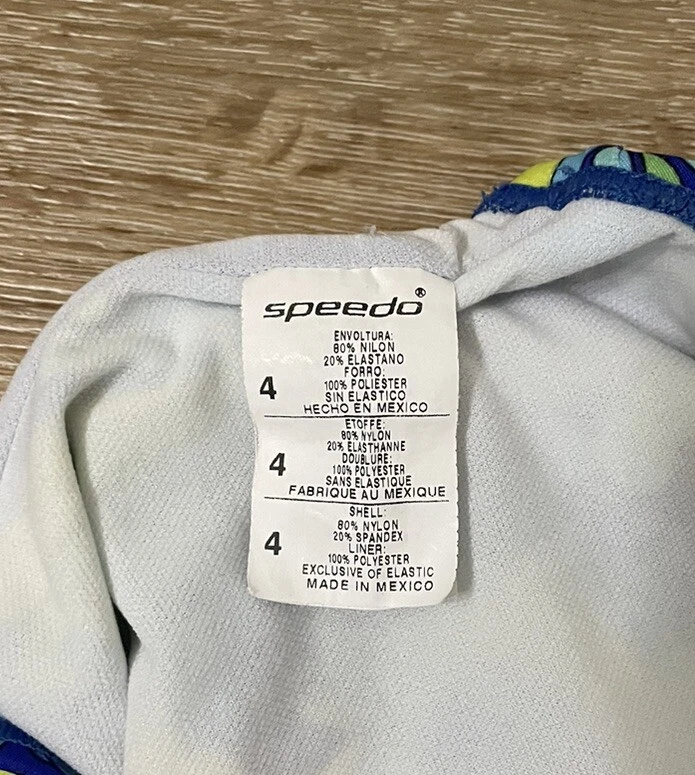 speedo®
ENVOLTURA:
80% NILON
20% ELASTANO
FORRO:
4 100% POLIESTER
SIN ELASTICO
HECHO EN MEXICO
ETOFFE:
80% NYLON
20% ELASTHANNE
DOUBLURE:
4 100% POLYESTER
SANS ELASTIQUE
FABRIQUE AU MEXIQUE
SHELL:
80% NYLON
20% SPANDEX
4 LINER:
100% POLYESTER
EXCLUSIVE OF ELASTIC
MADE IN MEXICO